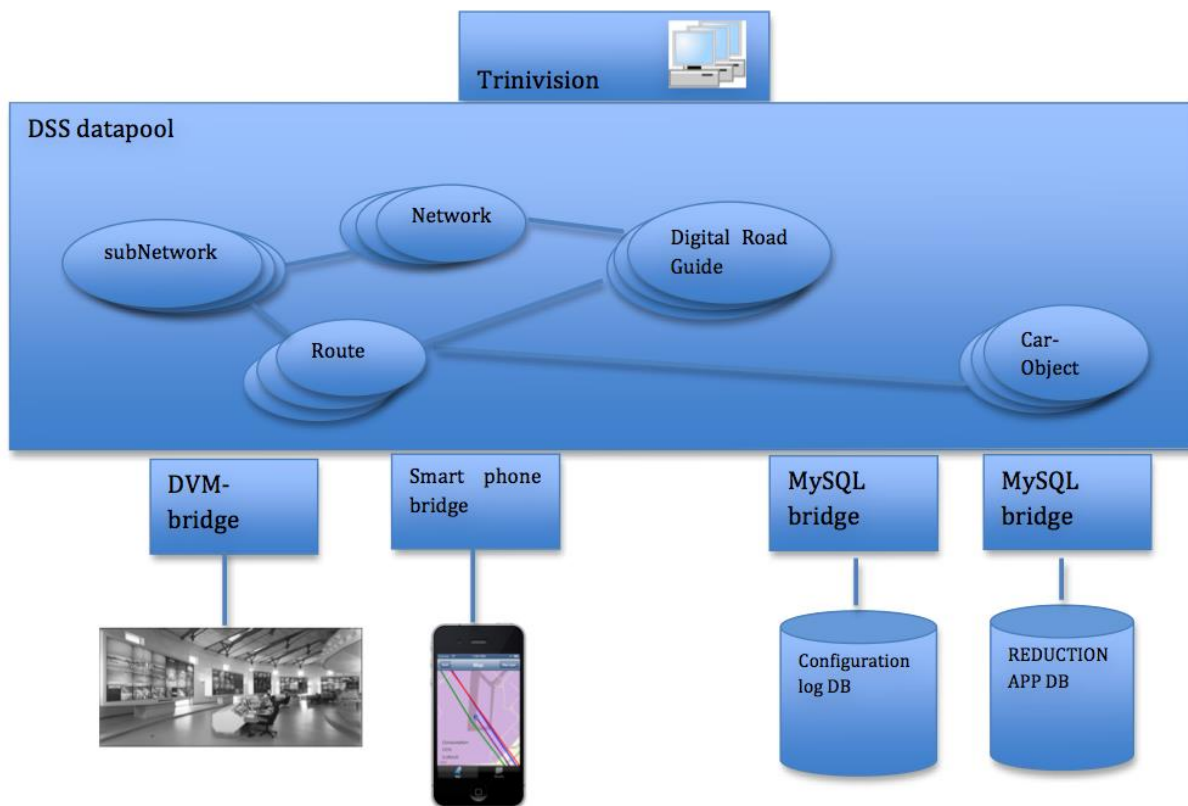 Trinivision
DSS datapool
Network
subNetwork
Digital Road
Guide
Route
Car-
Object
DVM-
bridge
Smart phone
bridge
MySQL
bridge
MySQL
bridge
Map
Configuration
log DB
REDUCTION
APP DB